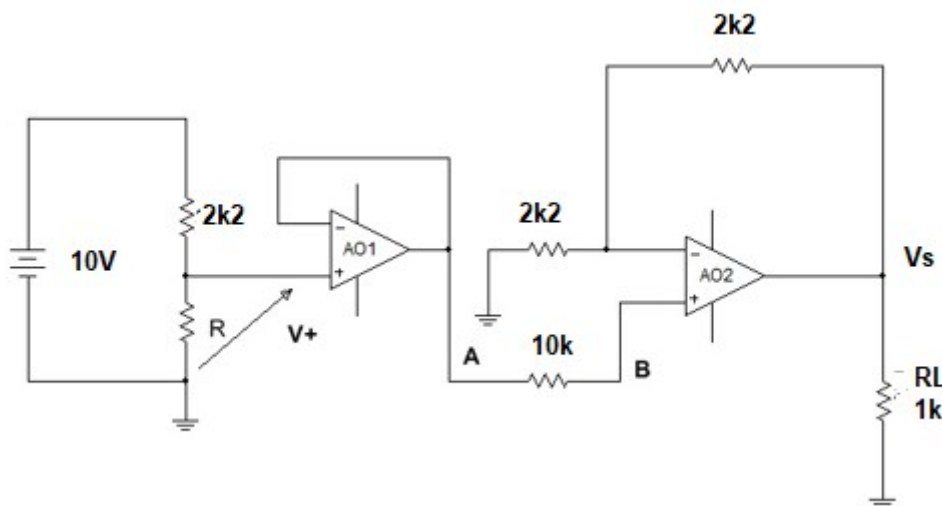 2k2
2k2
2k2
10V
-
+
AO1
-
+
AO2
Vs
R
V+
A
10k
B
RL
1k